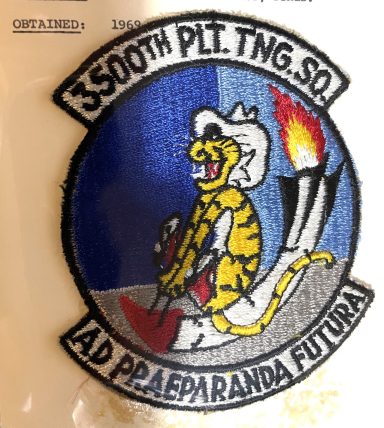 OBTAINED: 1969
3500TH PLT. TNG. SQ.
AD PRAEPARANDA FUTURA